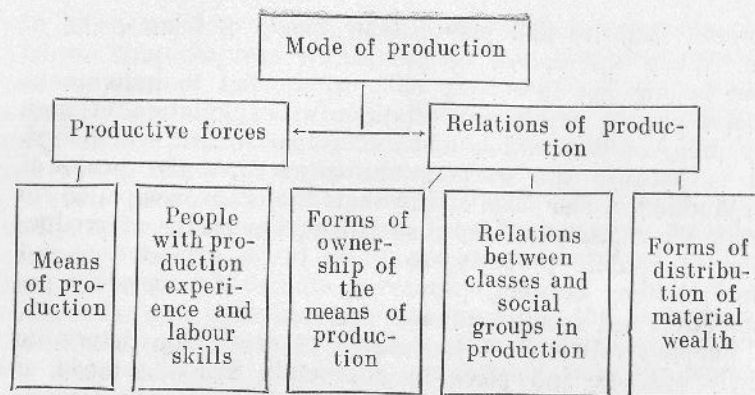 Mode of production
Productive forces
Relations of produc-
tion
Means
of pro-
duction
People
with pro-
duction
experi-
ence and
labour
skills
Forms of
owner-
ship of
the
means of
produc-
tion
Relations
between
classes and
social
groups in
production
Forms of
distribu-
tion of
material
wealth